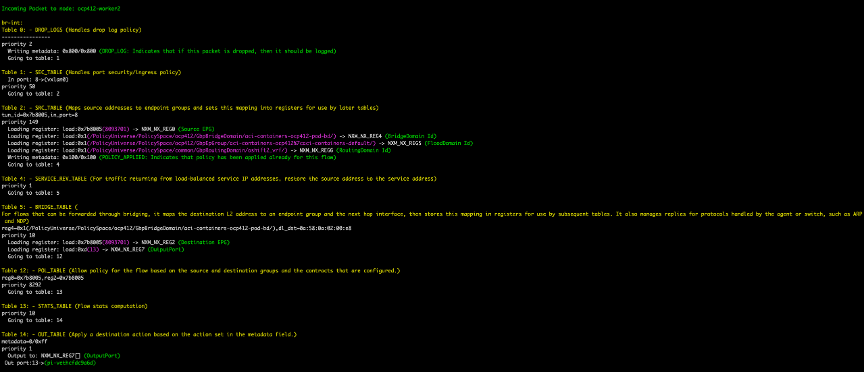 Incoming Packet to node: ocp412-worker2
br-int:
Table 0: - DROP_LOGS (Handles drop log policy)
----------------
priority 2
Writing metadata: 0x800/0x800 (DROP_LOG: Indicates that if this packet is dropped, then it should be logged)
Going to table: 1
Table 1: - SEC_TABLE (Handles port security/ingress policy)
In port: 8->(vxlan0)
priority 50
Going to table: 2
Table 2: - SRC_TABLE (Maps source addresses to endpoint groups and sets this mapping into registers for use by later tables)
tun_id=0x7b8005,in_port=8
priority 149
Loading register: load:0x7b8005(8093701) -> NXM_NX_REG0 (Source EPG)
Loading register: load:0x1(/PolicyUniverse/PolicySpace/ocp412/GbpBridgeDomain/aci-containers-ocp412-pod-bd/) -> NXM_NX_REG4 (BridgeDomain Id)
Loading register: load:0x1(/PolicyUniverse/PolicySpace/ocp412/GbpEpGroup/aci-containers-ocp412%7caci-containers-default/) -> NXM_NX_REG5 (FloodDomain Id)
Loading register: load:0x1(/PolicyUniverse/PolicySpace/common/GbpRoutingDomain/ -> NXM_NX_REG6 (RoutingDomain Id)
Writing metadata: 0x100/0x100 (POLICY_APPLIED: Indicates that policy has been applied already for this flow)
Going to table: 4
Table 4: - SERVICE_REV_TABLE (For traffic returning from load-balanced service IP addresses, restore the source address to the service address)
priority 1
Going to table: 5
Table 5: - BRIDGE_TABLE (
For flows that can be forwarded through bridging, it maps the destination L2 address to an endpoint group and the next hop interface, then stores this mapping in registers for use by subsequent tables. It also manages replies for protocols handled by the agent or switch, such as ARP
and NDP)
reg4=0x1(/PolicyUniverse/PolicySpace/ocp412/GbpBridgeDomain/aci-containers-ocp412-pod-bd/),dl_dst=0a:58:0a:02:00:e8
priority 10
Loading register: load:0x7b8005(8093701) -> NXM_NX_REG2 (Destination EPG)
Loading register: load:0xd(13) -> NXM_NX_REG7 (OutputPort)
Going to table: 12
Table 12: - POL_TABLE (Allow policy for the flow based on the source and destination groups and the contracts that are configured.)
reg0=0x7b8005,reg2=0x7b8005
priority 8292
Going to table: 13
Table 13: - STATS_TABLE (Flow stats computation)
priority 10
Going to table: 14
Table 14: - OUT_TABLE (Apply a destination action based on the action set in the metadata field.)
metadata=0/0xff
priority 1
Output to: NXM_NX_REG7[] (OutputPort)
Out port:13->